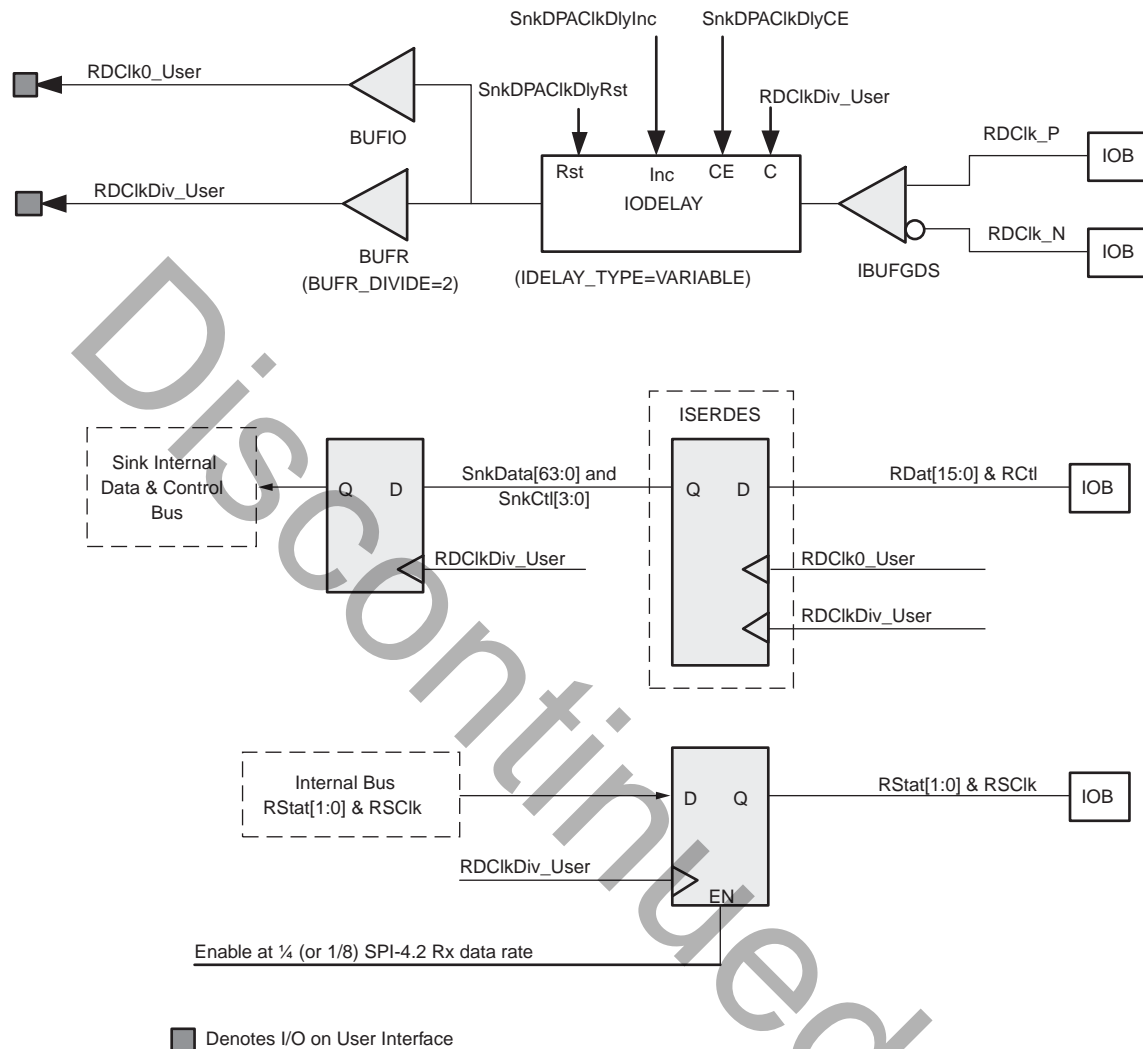 SnkDPAClkDlyInc
SnkDPAClkDlyCE
RDClk0_User
SnkDPAClkDlyRst
RDClkDiv_User
BUFIO
RDClk_P
IOB
Rst
Inc
CE
C
RDClkDiv_User
IODELAY
RDClk_N
IOB
BUFR
(BUFR_DIVIDE=2)
(IDELAY_TYPE=VARIABLE)
IBUFGDS
ISERDES
Sink Internal
Data & Control
Bus
Q
D
SnkData[63:0] and
SnkCtl[3:0]
Q
D
RDat[15:0] & RCtl
IOB
RDClkDiv_User
RDClk0_User
RDClkDiv_User
Internal Bus
RStat[1:0] & RSClk
D
Q
RStat[1:0] & RSClk
IOB
RDClkDiv_User
EN
Enable at ¼ (or 1/8) SPI-4.2 Rx data rate
Denotes I/O on User Interface
Discontinued